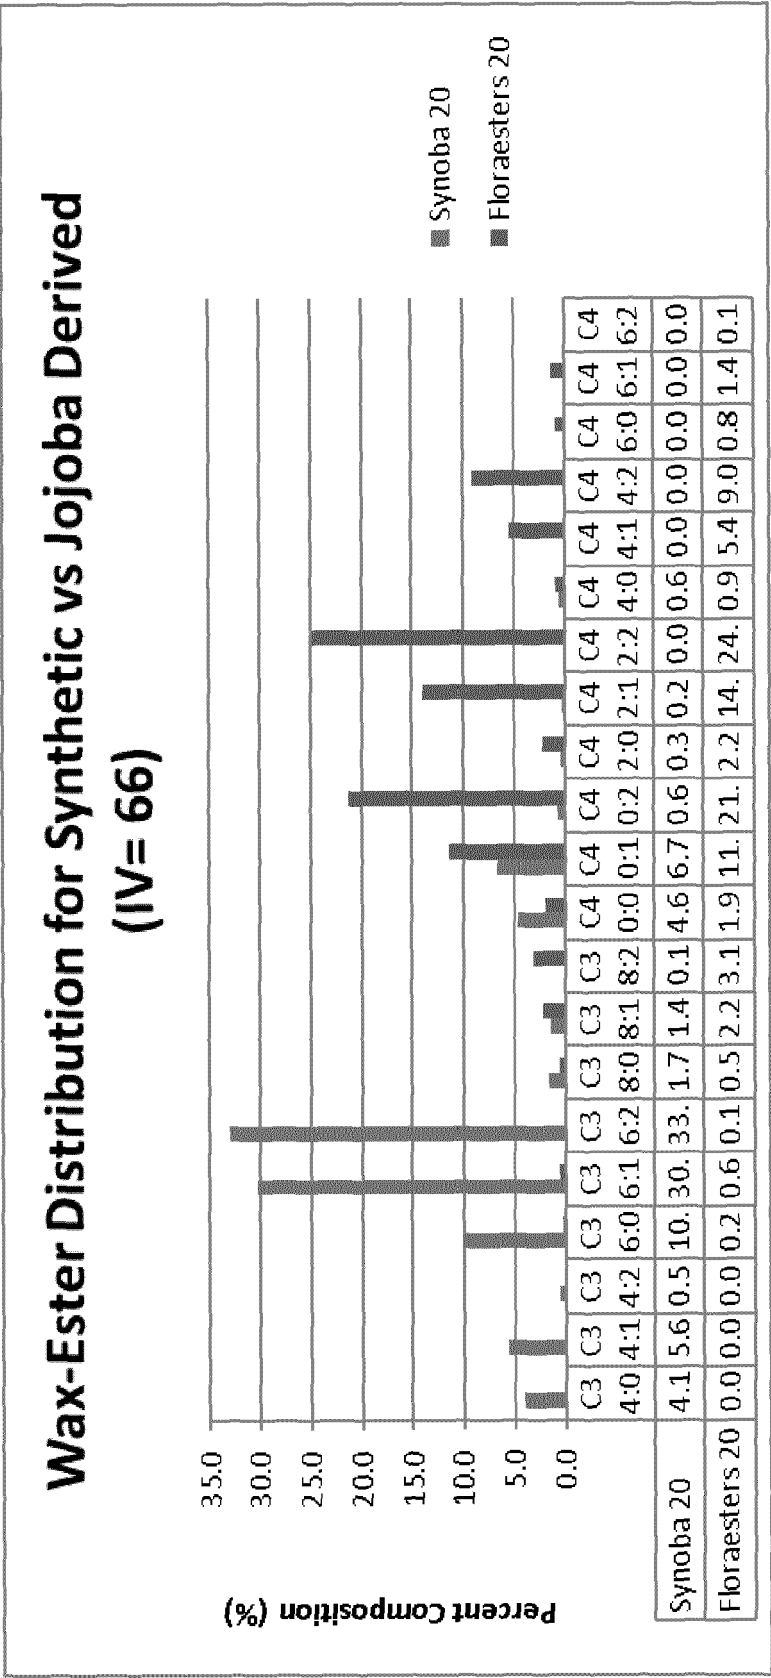 Wax-Ester Distribution for Synthetic vs Jojoba Derived
(IV= 66)
Percent Composition (%)
35.0
30.0
25.0
20.0
15.0
10.0
5.0
0.0
Synoba 20
Floraesters 20
C3 C3 C3 C3 C3 C3 C3 C3 C3 C4 C4 C4 C4 C4 C4 C4 C4 C4 C4 C4 C4
4:0 4:1 4:2 6:0 6:1 6:2 8:0 8:1 8:2 0:0 0:1 0:2 2:0 2:1 2:2 4:0 4:1 4:2 6:0 6:1 6:2
Synoba 20 4.1 5.6 0.5 10. 30. 33. 1.7 1.4 0.1 4.6 6.7 0.6 0.3 0.2 0.0 0.6 0.0 0.0 0.0 0.0 0.0
Floraesters 20 0.0 0.0 0.0 0.2 0.6 0.1 0.5 2.2 3.1 1.9 11. 21. 2.2 14. 24. 0.9 5.4 9.0 0.8 1.4 0.1